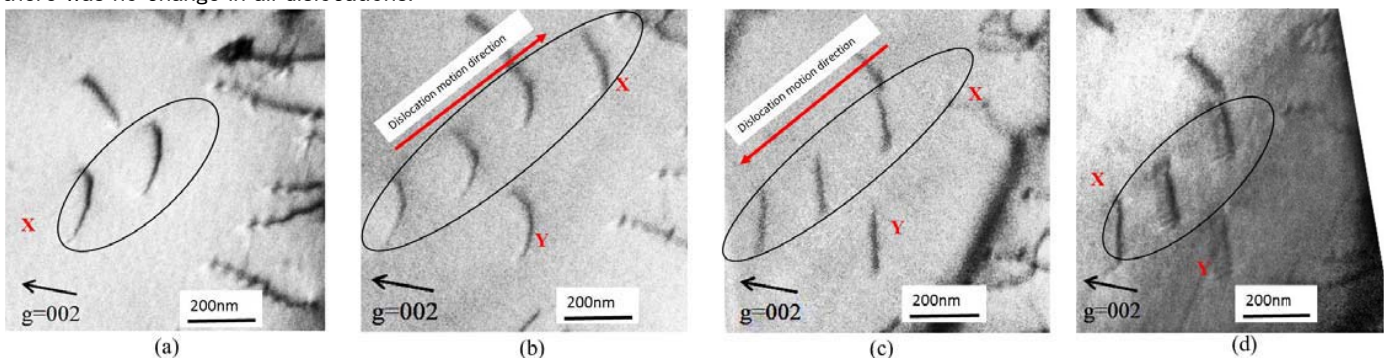 there was no change in all dislocations.
Dislocation motion direction
X
g=002
200nm
(a)
X
Y
g=002
200nm
(b)
Dislocation motion direction
X
Y
g=002
200nm
(c)
X
Y
g=002
200nm
(d)